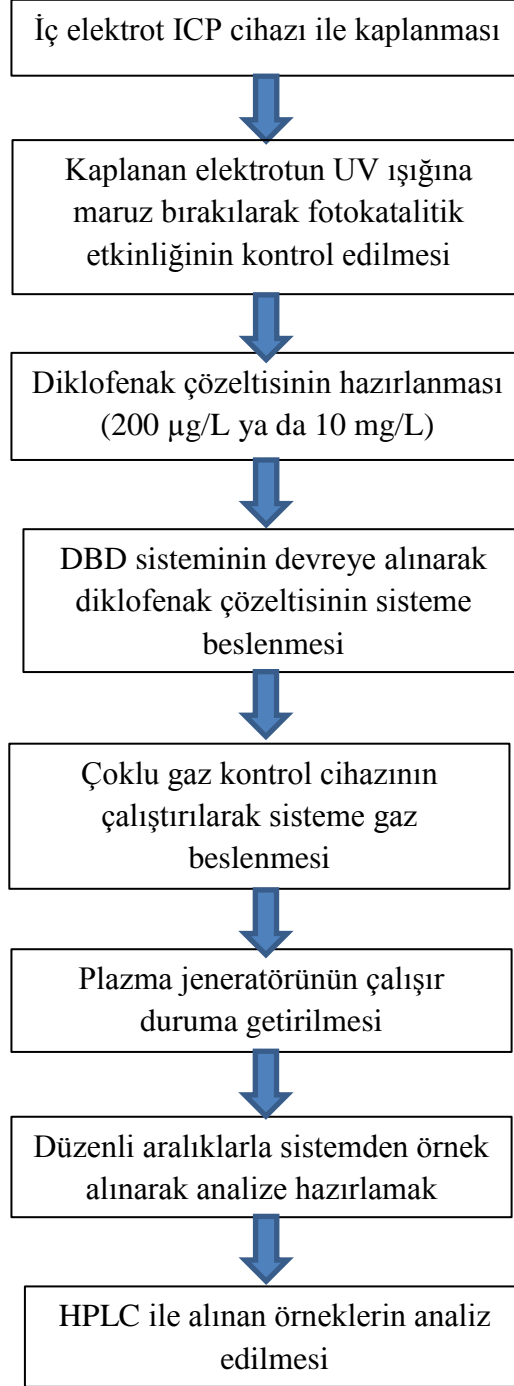 İç elektrot ICP cihazı ile kaplanması
Kaplanan elektrotun UV ışığına
maruz bırakılarak fotokatalitik
etkinliğinin kontrol edilmesi
Diklofenak çözeltisinin hazırlanması
(200 µg/L ya da 10 mg/L)
DBD sisteminin devreye alınarak
diklofenak çözeltisinin sisteme
beslenmesi
Çoklu gaz kontrol cihazının
çalıştırılarak sisteme gaz
beslenmesi
Plazma jeneratörünün çalışır
duruma getirilmesi
Düzenli aralıklarla sistemden örnek
alınarak analize hazırlamak
HPLC ile alınan örneklerin analiz
edilmesi